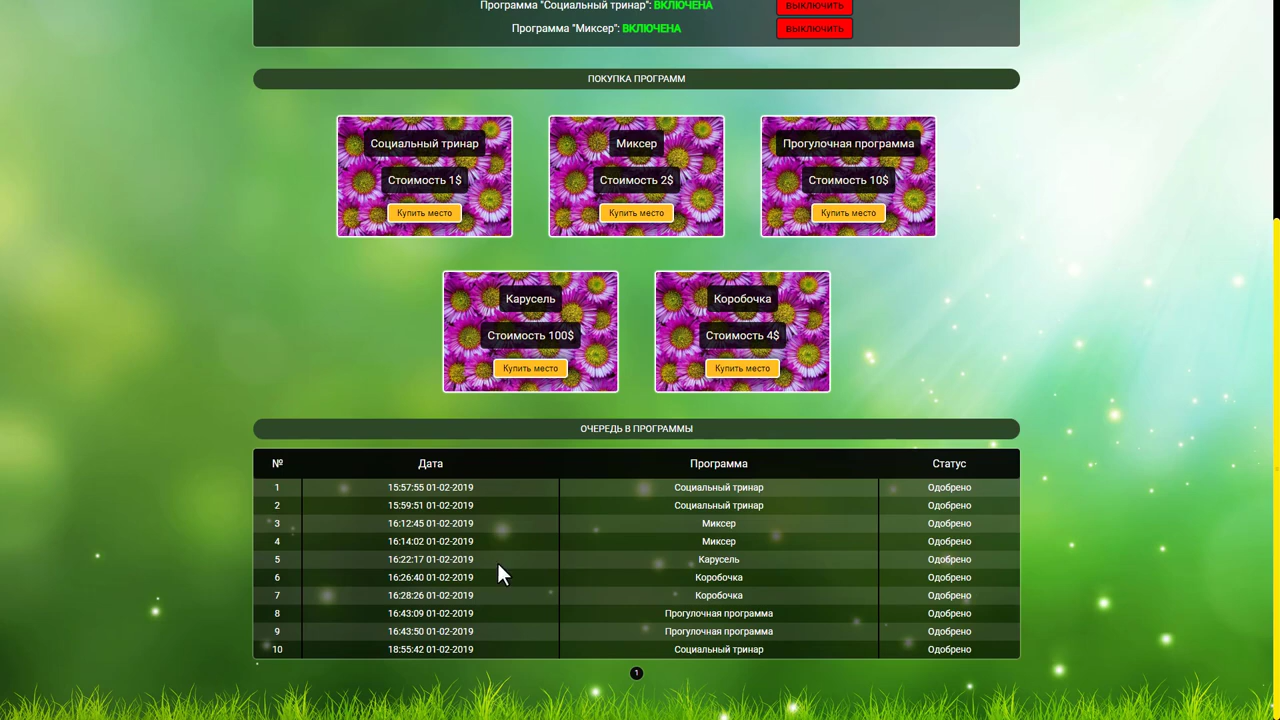 Программа "Социальный тринар": ВКЛЮЧЕНА ВЫКЛЮЧИТЬ
Программа "Миксер": ВКЛЮЧЕНА ВЫКЛЮЧИТЬ
ПОКУПКА ПРОГРАММ
Социальный тринар Миксер Прогулочная программа
Стоимость 1$ Стоимость 2$ Стоимость 10$
Купить место Купить место Купить место
Карусель Коробочка
Стоимость 100$ Стоимость 4$
Купить место Купить место
ОЧЕРЕДЬ В ПРОГРАММЫ
№ Дата Программа Статус
1 15:57:55 01-02-2019 Социальный тринар Одобрено
2 15:59:51 01-02-2019 Социальный тринар Одобрено
3 16:12:45 01-02-2019 Миксер Одобрено
4 16:14:02 01-02-2019 Миксер Одобрено
5 16:22:17 01-02-2019 Карусель Одобрено
6 16:26:40 01-02-2019 Коробочка Одобрено
7 16:28:26 01-02-2019 Коробочка Одобрено
8 16:43:09 01-02-2019 Прогулочная программа Одобрено
9 16:43:50 01-02-2019 Прогулочная программа Одобрено
10 18:55:42 01-02-2019 Социальный тринар Одобрено
1